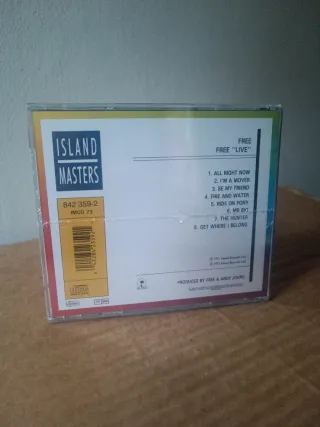 ISLAND
MASTERS
842 359-2
IMCD 73
FREE
FREE "LIVE"
1. ALL RIGHT NOW
2. I'M A MOVER
3. BE MY FRIEND
4. FIRE AND WATER
5. RIDE ON PONY
6. MR BIG
7. THE HUNTER
8. GET WHERE I BELONG
PRODUCED BY FREE & ANDY JOHNS